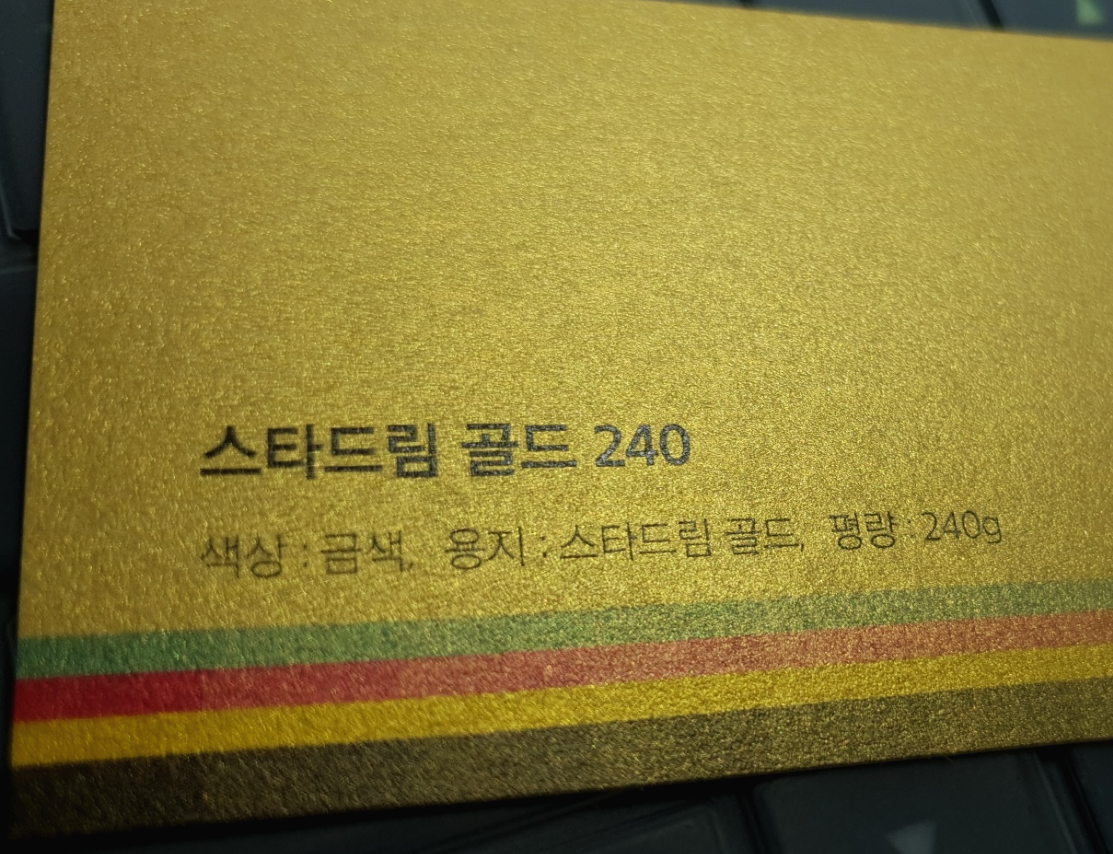 스타드림 골드 240
색상 : 금색, 용지 : 스타드림 골드, 평량 : 240g